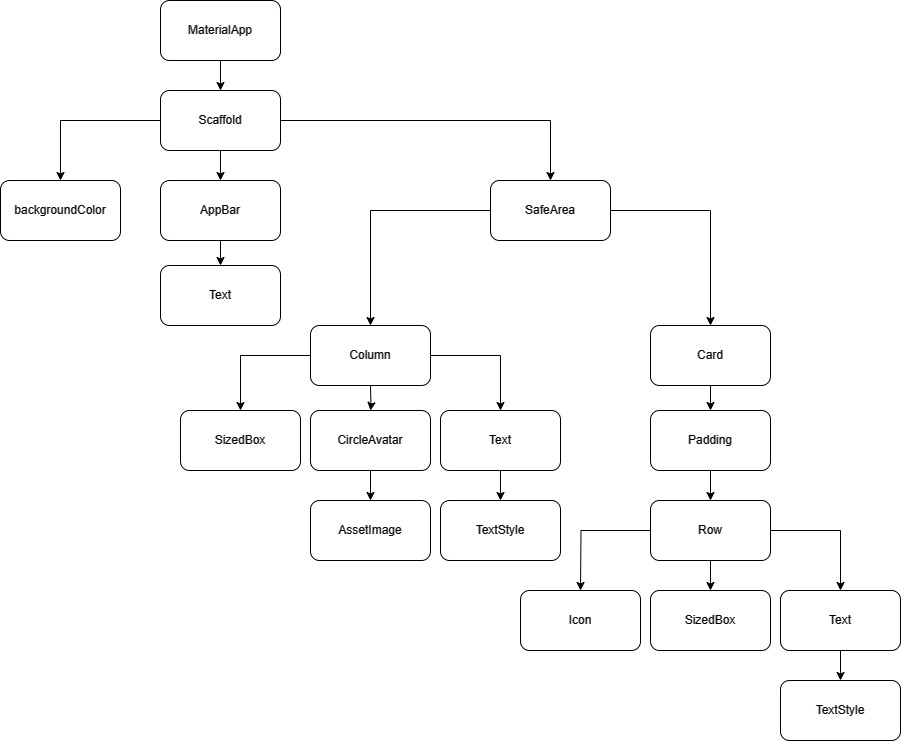 MaterialApp
Scaffold
backgroundColor
AppBar
SafeArea
Text
Column
Card
SizedBox
CircleAvatar
Text
Padding
AssetImage
TextStyle
Row
Icon
SizedBox
Text
TextStyle